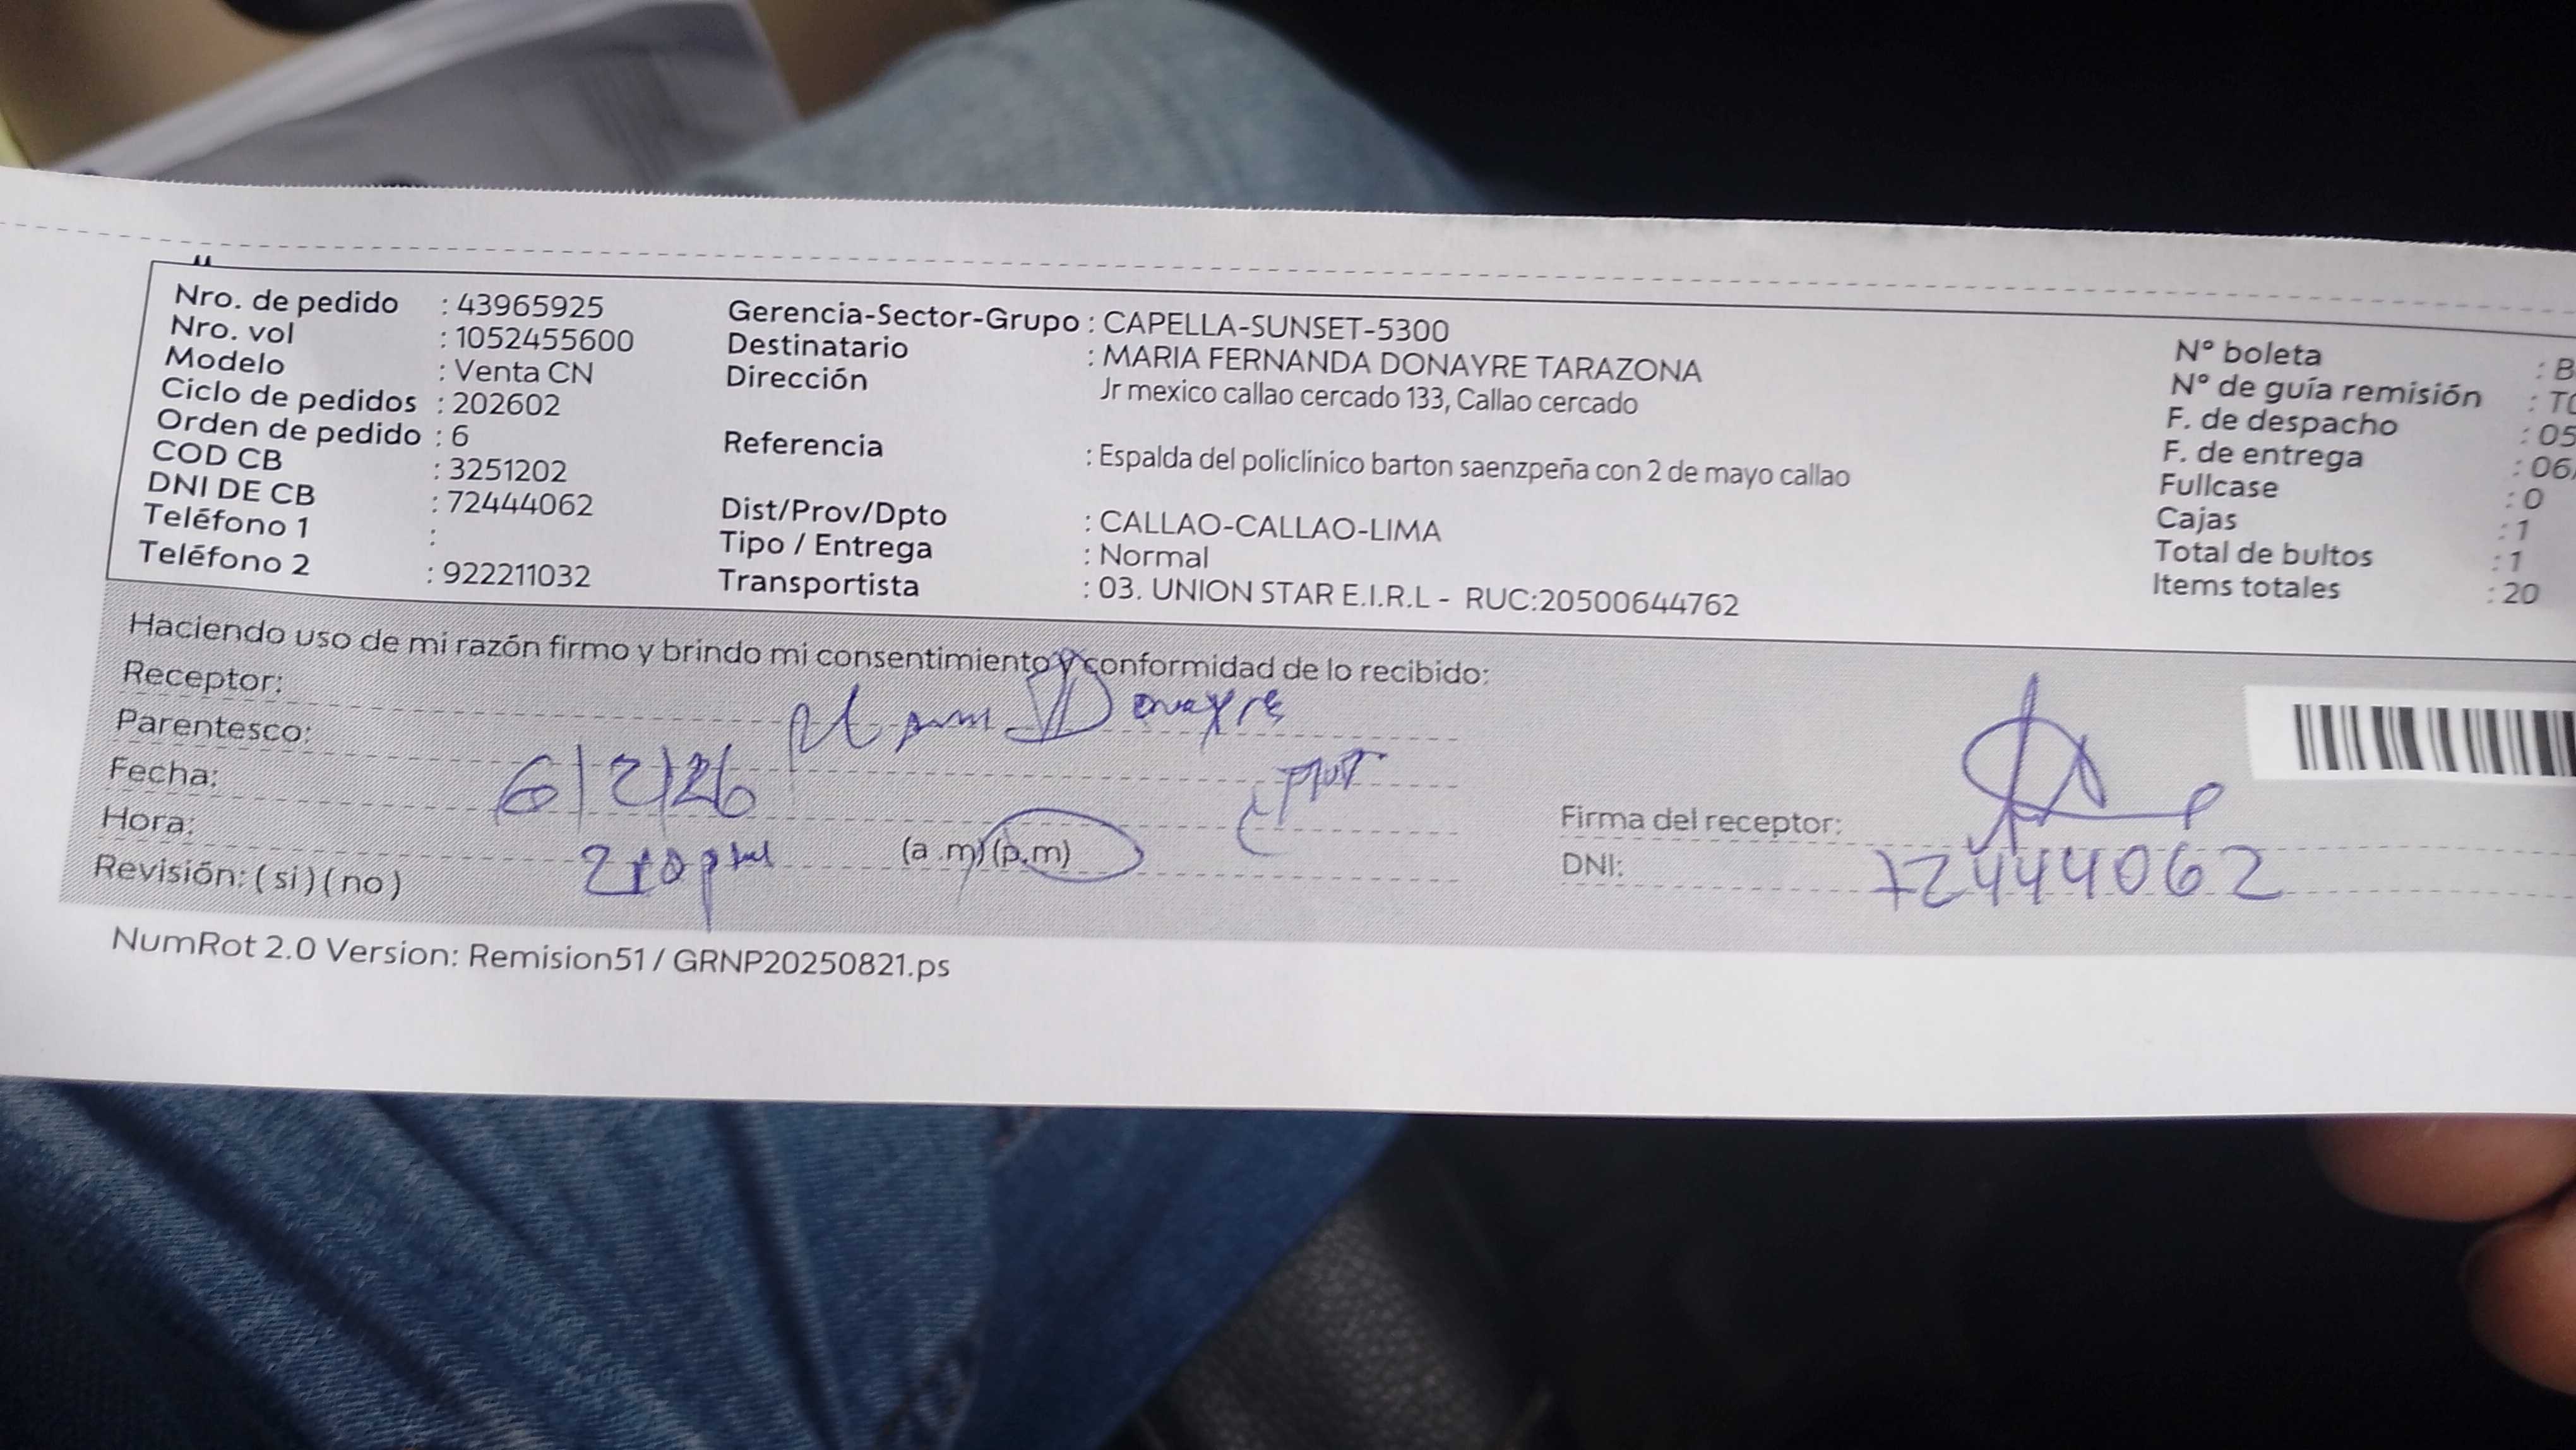 Nro. de pedido : 43965925
Nro. vol : 1052455600
Modelo : Venta CN
Ciclo de pedidos : 202602
Orden de pedido : 6
COD CB : 3251202
DNI DE CB : 72444062
Teléfono 1 :
Teléfono 2 : 922211032
Gerencia-Sector-Grupo : CAPELLA-SUNSET-5300
Destinatario : MARIA FERNANDA DONAYRE TARAZONA
Dirección Jr mexico callao cercado 133, Callao cercado
Referencia : Espalda del policlinico barton saenzpeña con 2 de mayo callao
Dist/Prov/Dpto : CALLAO-CALLAO-LIMA
Tipo / Entrega : Normal
Transportista : 03. UNION STAR E.I.R.L - RUC:20500644762
N° boleta : B
N° de guía remisión : T0
F. de despacho : 05
F. de entrega : 06/
Fullcase : 0
Cajas : 1
Total de bultos : 1
Items totales : 20
Haciendo uso de mi razón firmo y brindo mi consentimiento y conformidad de lo recibido:
Receptor: Donayre
Parentesco:
Fecha: 6/2/26
Hora: (a .m) (p.m)
Revisión: ( si ) ( no )
Firma del receptor:
DNI: 72444062
NumRot 2.0 Version: Remision51 / GRNP20250821.ps